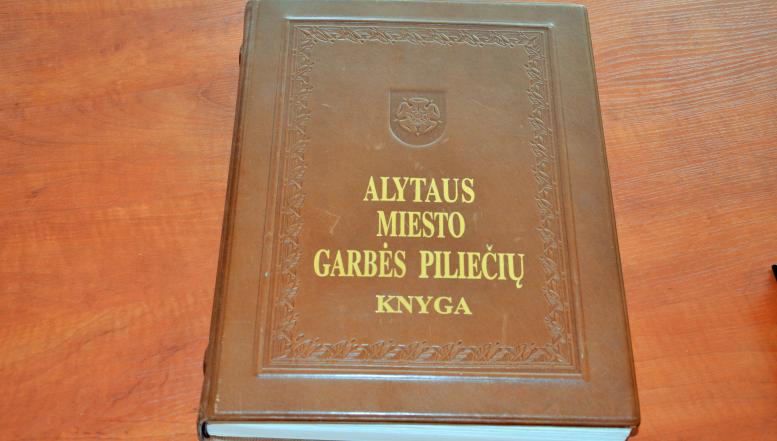 ALYTAUS
MIESTO
GARBĖS PILIEČIŲ
KNYGA